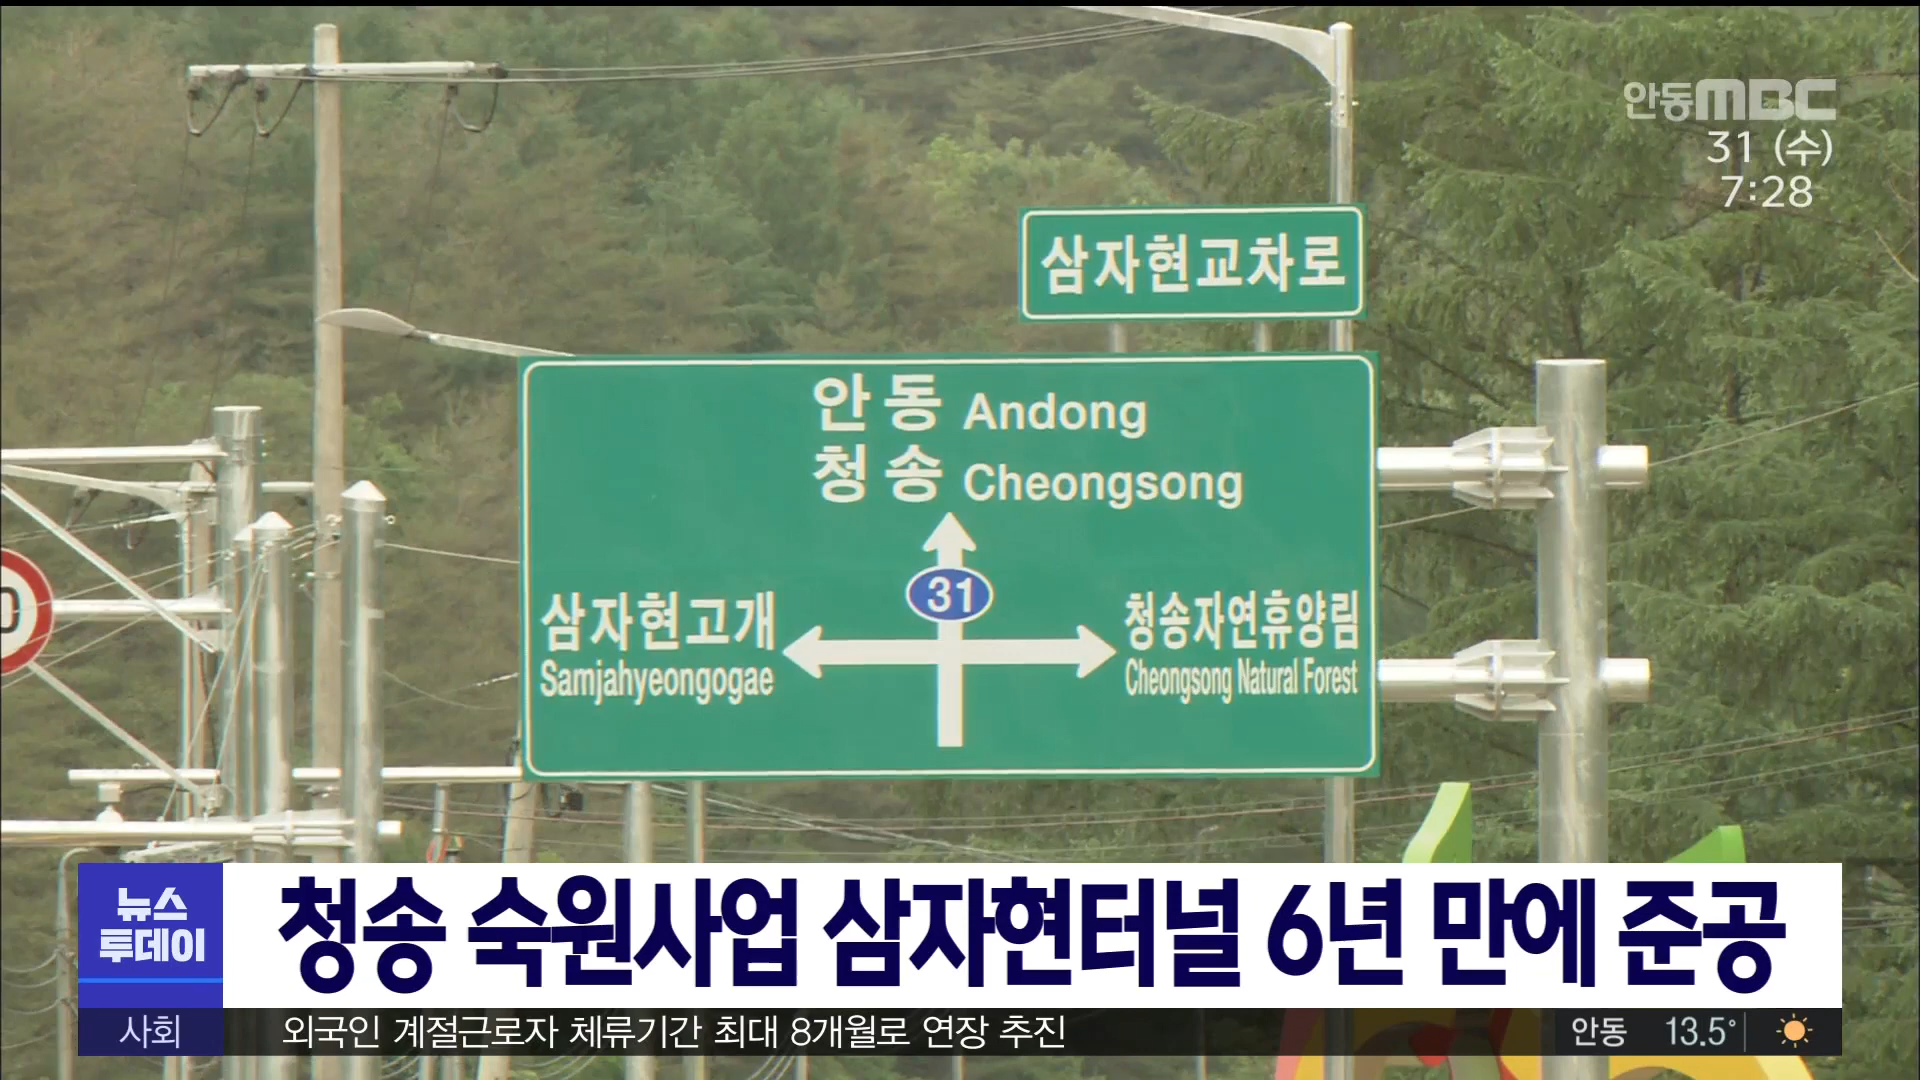 안동MBC
31 (수)
7:28
삼자현교차로
안동 Andong
청송 Cheongsong
31
삼자현고개
Samjahyeongogae
청송자연휴양림
Cheongsong Natural Forest
뉴스
투데이
청송 숙원사업 삼자현터널 6년 만에 준공
사회
외국인 계절근로자 체류기간 최대 8개월로 연장 추진
안동 13.5°